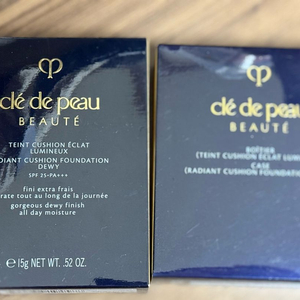 clé de peau
BEAUTÉ
TEINT CUSHION ÉCLAT
LUMINEUX
RADIANT CUSHION FOUNDATION
DEWY
SPF 25•PA+++
fini extra frais
rate tout au long de la journée
gorgeous dewy finish
all day moisture
℮15g NET WT. .52 OZ.
clé de peau
BEAUTÉ
BOÎTIER
(TEINT CUSHION ÉCLAT LUMI
CASE
(RADIANT CUSHION FOUNDATION